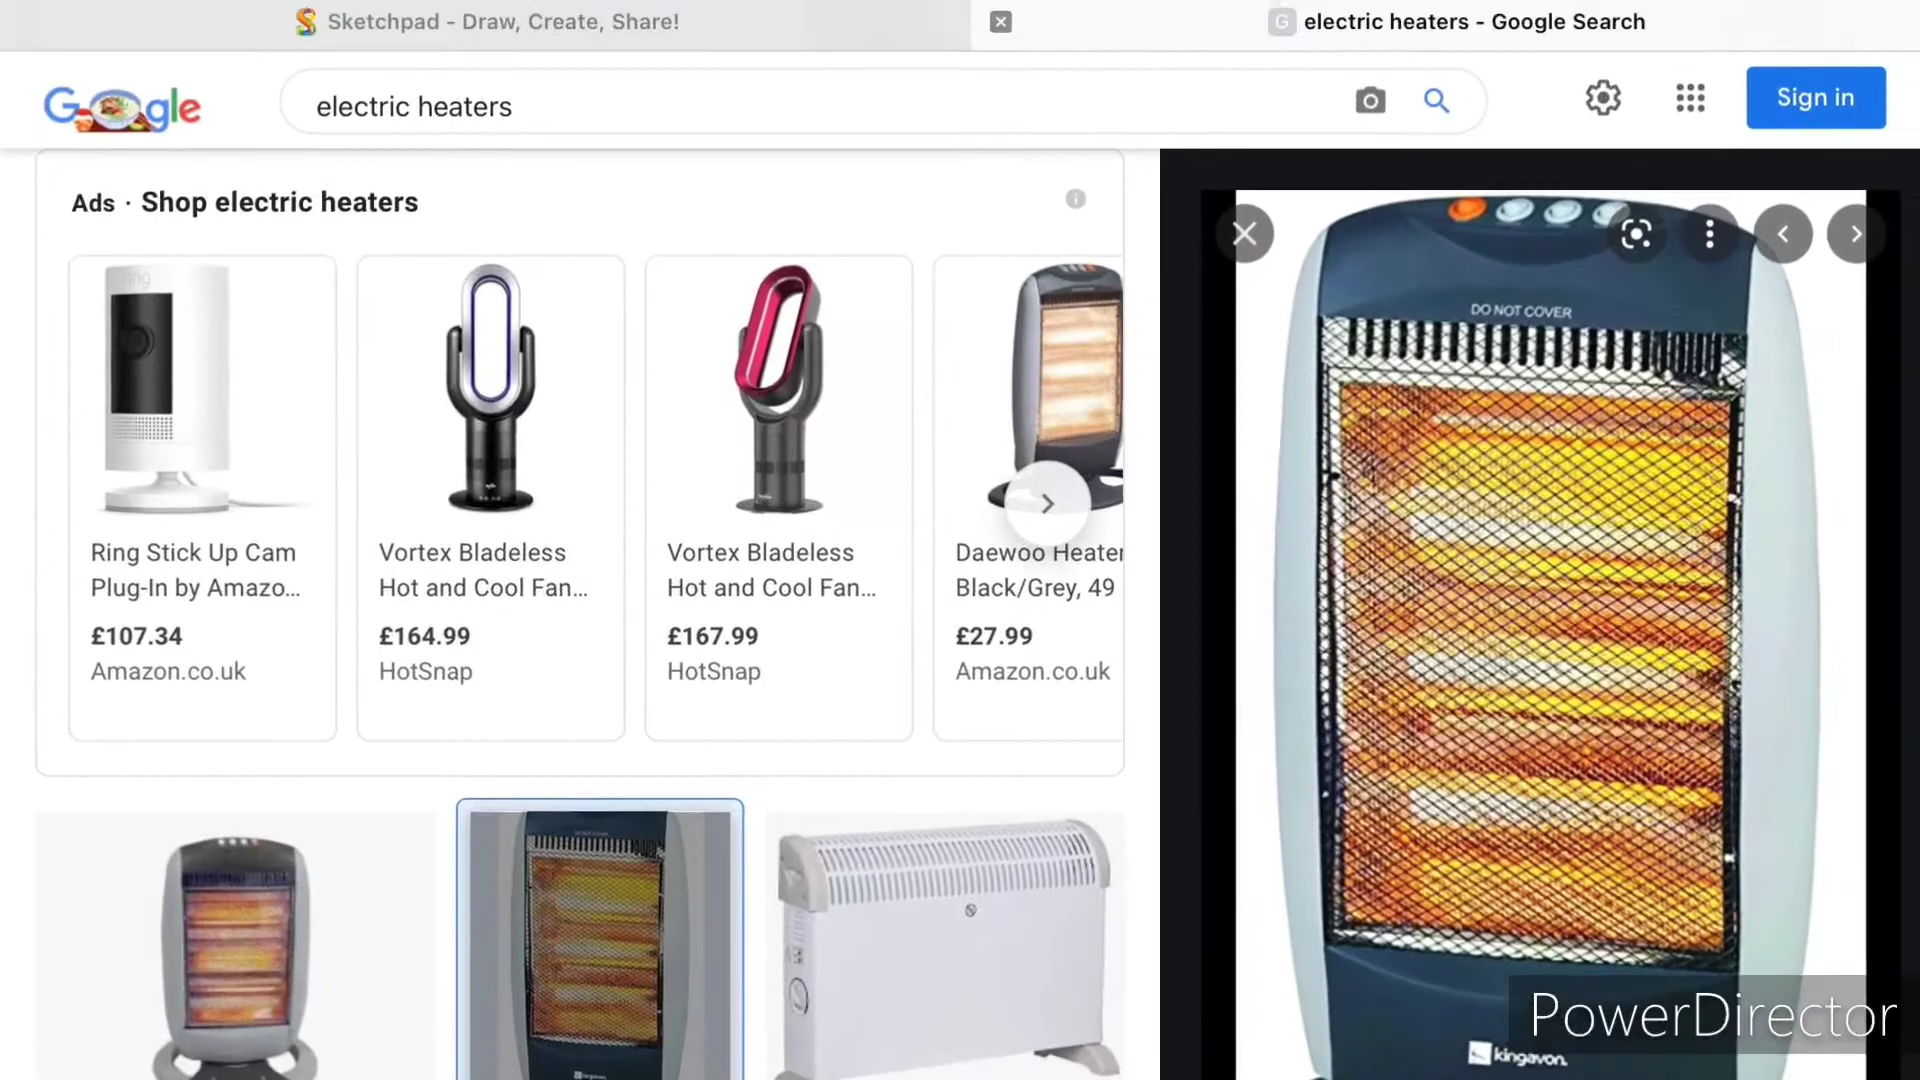 Sketchpad - Draw, Create, Share!
electric heaters - Google Search
Google
electric heaters
Sign in
Ads · Shop electric heaters
ring
Ring Stick Up Cam
Plug-In by Amazo...
£107.34
Amazon.co.uk
Vortex Bladeless
Hot and Cool Fan...
£164.99
HotSnap
Vortex Bladeless
Hot and Cool Fan...
£167.99
HotSnap
Daewoo Heater
Black/Grey, 49
£27.99
Amazon.co.uk
DO NOT COVER
kingavon.
kingavon.
PowerDirector